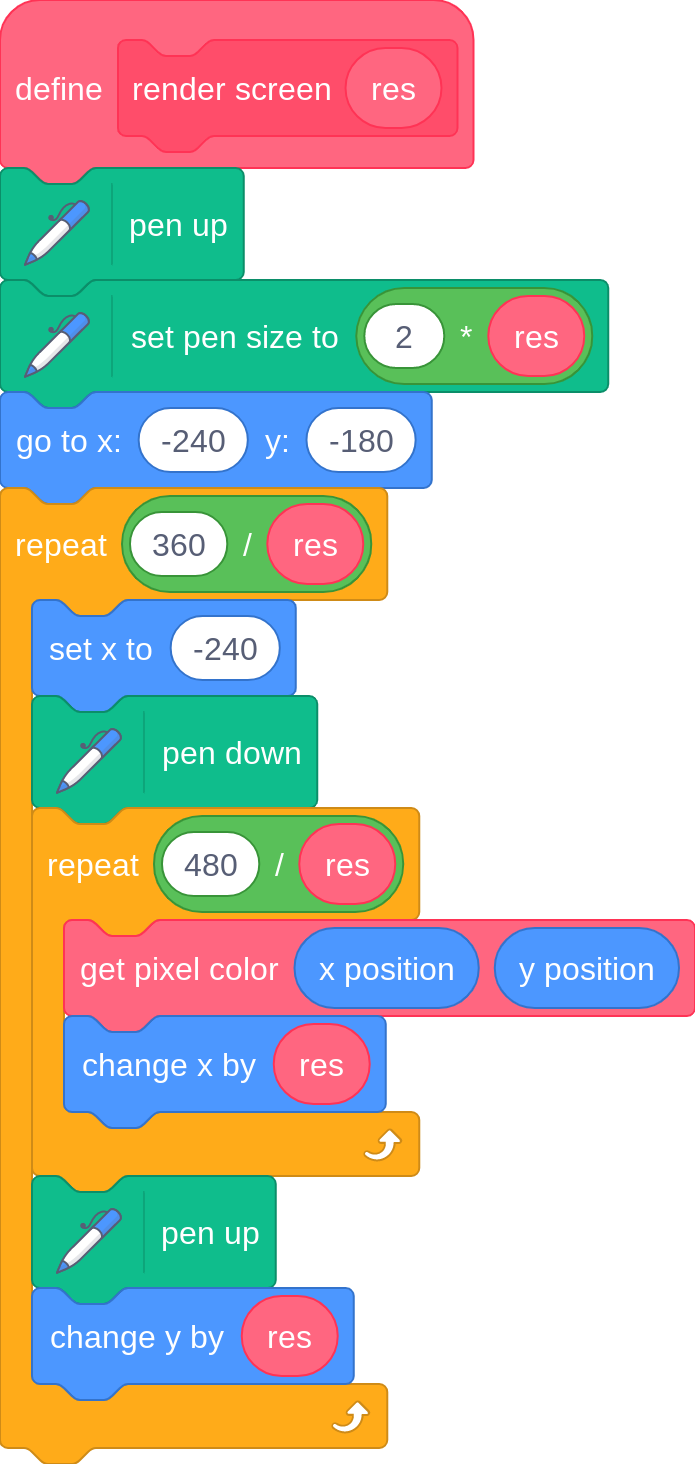 define render screen res
pen up
set pen size to 2 * res
go to x: -240 y: -180
repeat 360 / res
set x to -240
pen down
repeat 480 / res
get pixel color x position y position
change x by res
pen up
change y by res